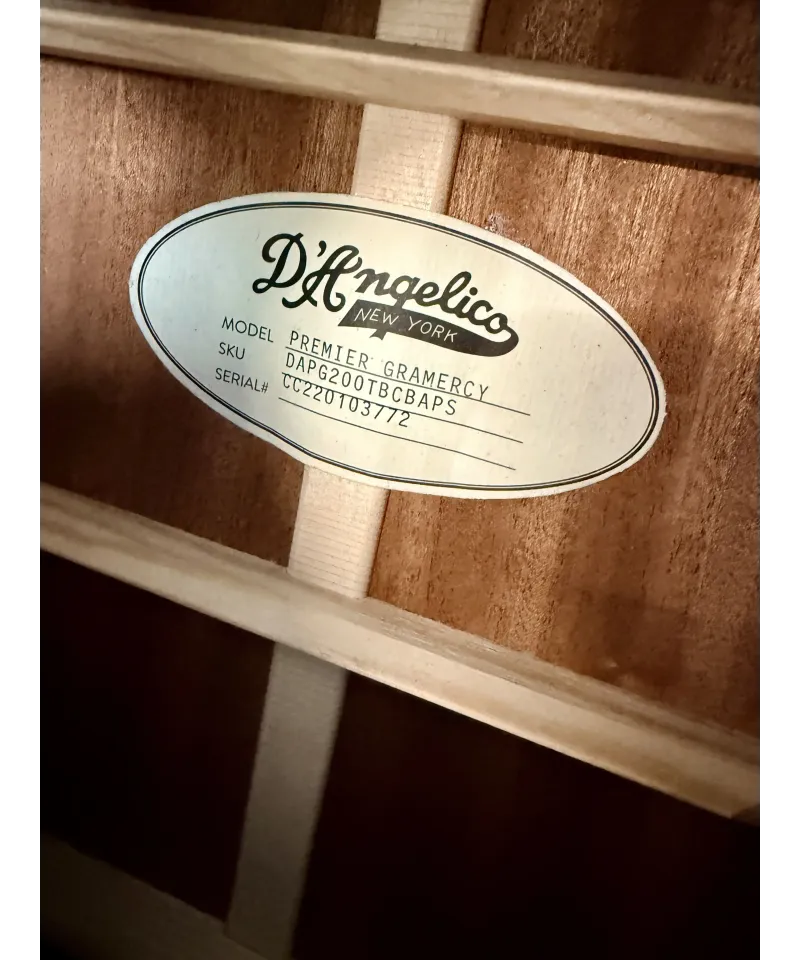 D'Angelico
NEW YORK
MODEL PREMIER GRAMERCY
SKU DAPG200TBCBAPS
SERIAL# CC220103772